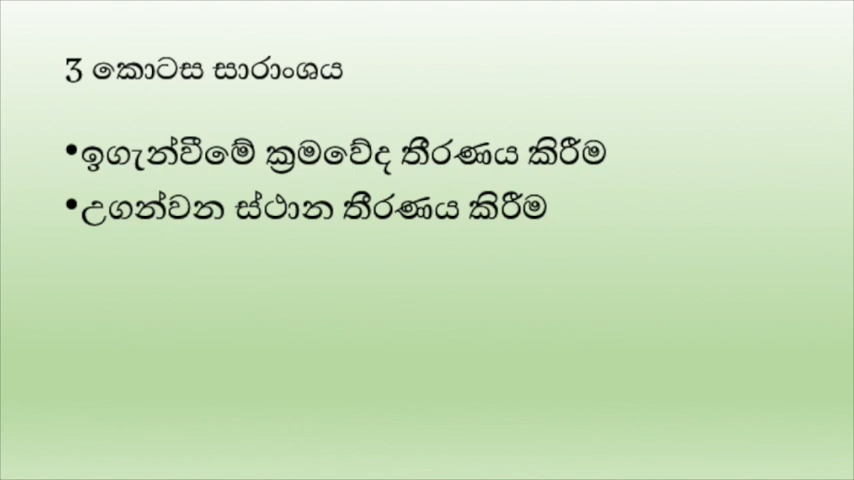 3 කොටස සාරාංශය
•ඉගැන්වීමේ ක්‍රමවේද තීරණය කිරීම
•උගන්වන ස්ථාන තීරණය කිරීම